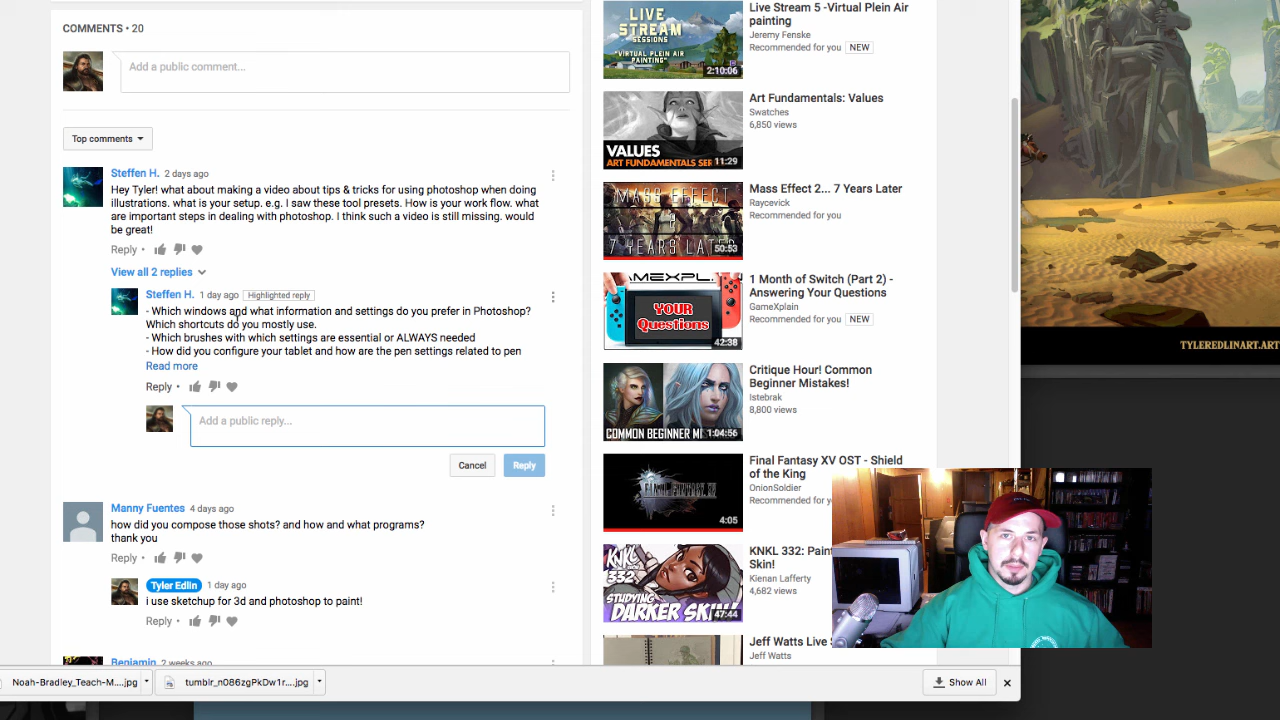 COMMENTS • 20
Add a public comment...
Top comments
Steffen H. 2 days ago
Hey Tyler! what about making a video about tips & tricks for using photoshop when doing
illustrations. what is your setup. e.g. I saw these tool presets. How is your work flow. what
are important steps in dealing with photoshop. I think such a video is still missing. would
be great!
Reply •
View all 2 replies
Steffen H. 1 day ago Highlighted reply
- Which windows and what information and settings do you prefer in Photoshop?
Which shortcuts do you mostly use.
- Which brushes with which settings are essential or ALWAYS needed
- How did you configure your tablet and how are the pen settings related to pen
Read more
Reply •
Add a public reply...
Cancel Reply
Manny Fuentes 4 days ago
how did you compose those shots? and how and what programs?
thank you
Reply •
Tyler Edlin 1 day ago
i use sketchup for 3d and photoshop to paint!
Reply •
Benjamin 2 weeks ago
LIVE
STREAM
SESSIONS
"VIRTUAL PLEIN AIR
PAINTING"
2:10:06
Live Stream 5 -Virtual Plein Air
painting
Jeremy Fenske
Recommended for you NEW
VALUES
ART FUNDAMENTALS SER
11:29
Art Fundamentals: Values
Swatches
6,850 views
MASS EFFECT
2
7 YEARS LATER
50:53
Mass Effect 2... 7 Years Later
Raycevick
Recommended for you
AMEXPL
YOUR
Questions
42:38
1 Month of Switch (Part 2) -
Answering Your Questions
GameXplain
Recommended for you NEW
COMMON BEGINNER MI
1:04:56
Critique Hour! Common
Beginner Mistakes!
Istebrak
8,800 views
FINAL FANTASY XV
4:05
Final Fantasy XV OST - Shield
of the King
OnionSoldier
Recommended for y
KNKL
332
STUDYING
DARKER SKIN!
47:44
KNKL 332: Pain
Skin!
Kienan Lafferty
4,682 views
Jeff Watts Live S
Jeff Watts
TYLEREDLINART.ART
Noah-Bradley_Teach-M....jpg
tumblr_n086zgPkDw1r....jpg
Show All